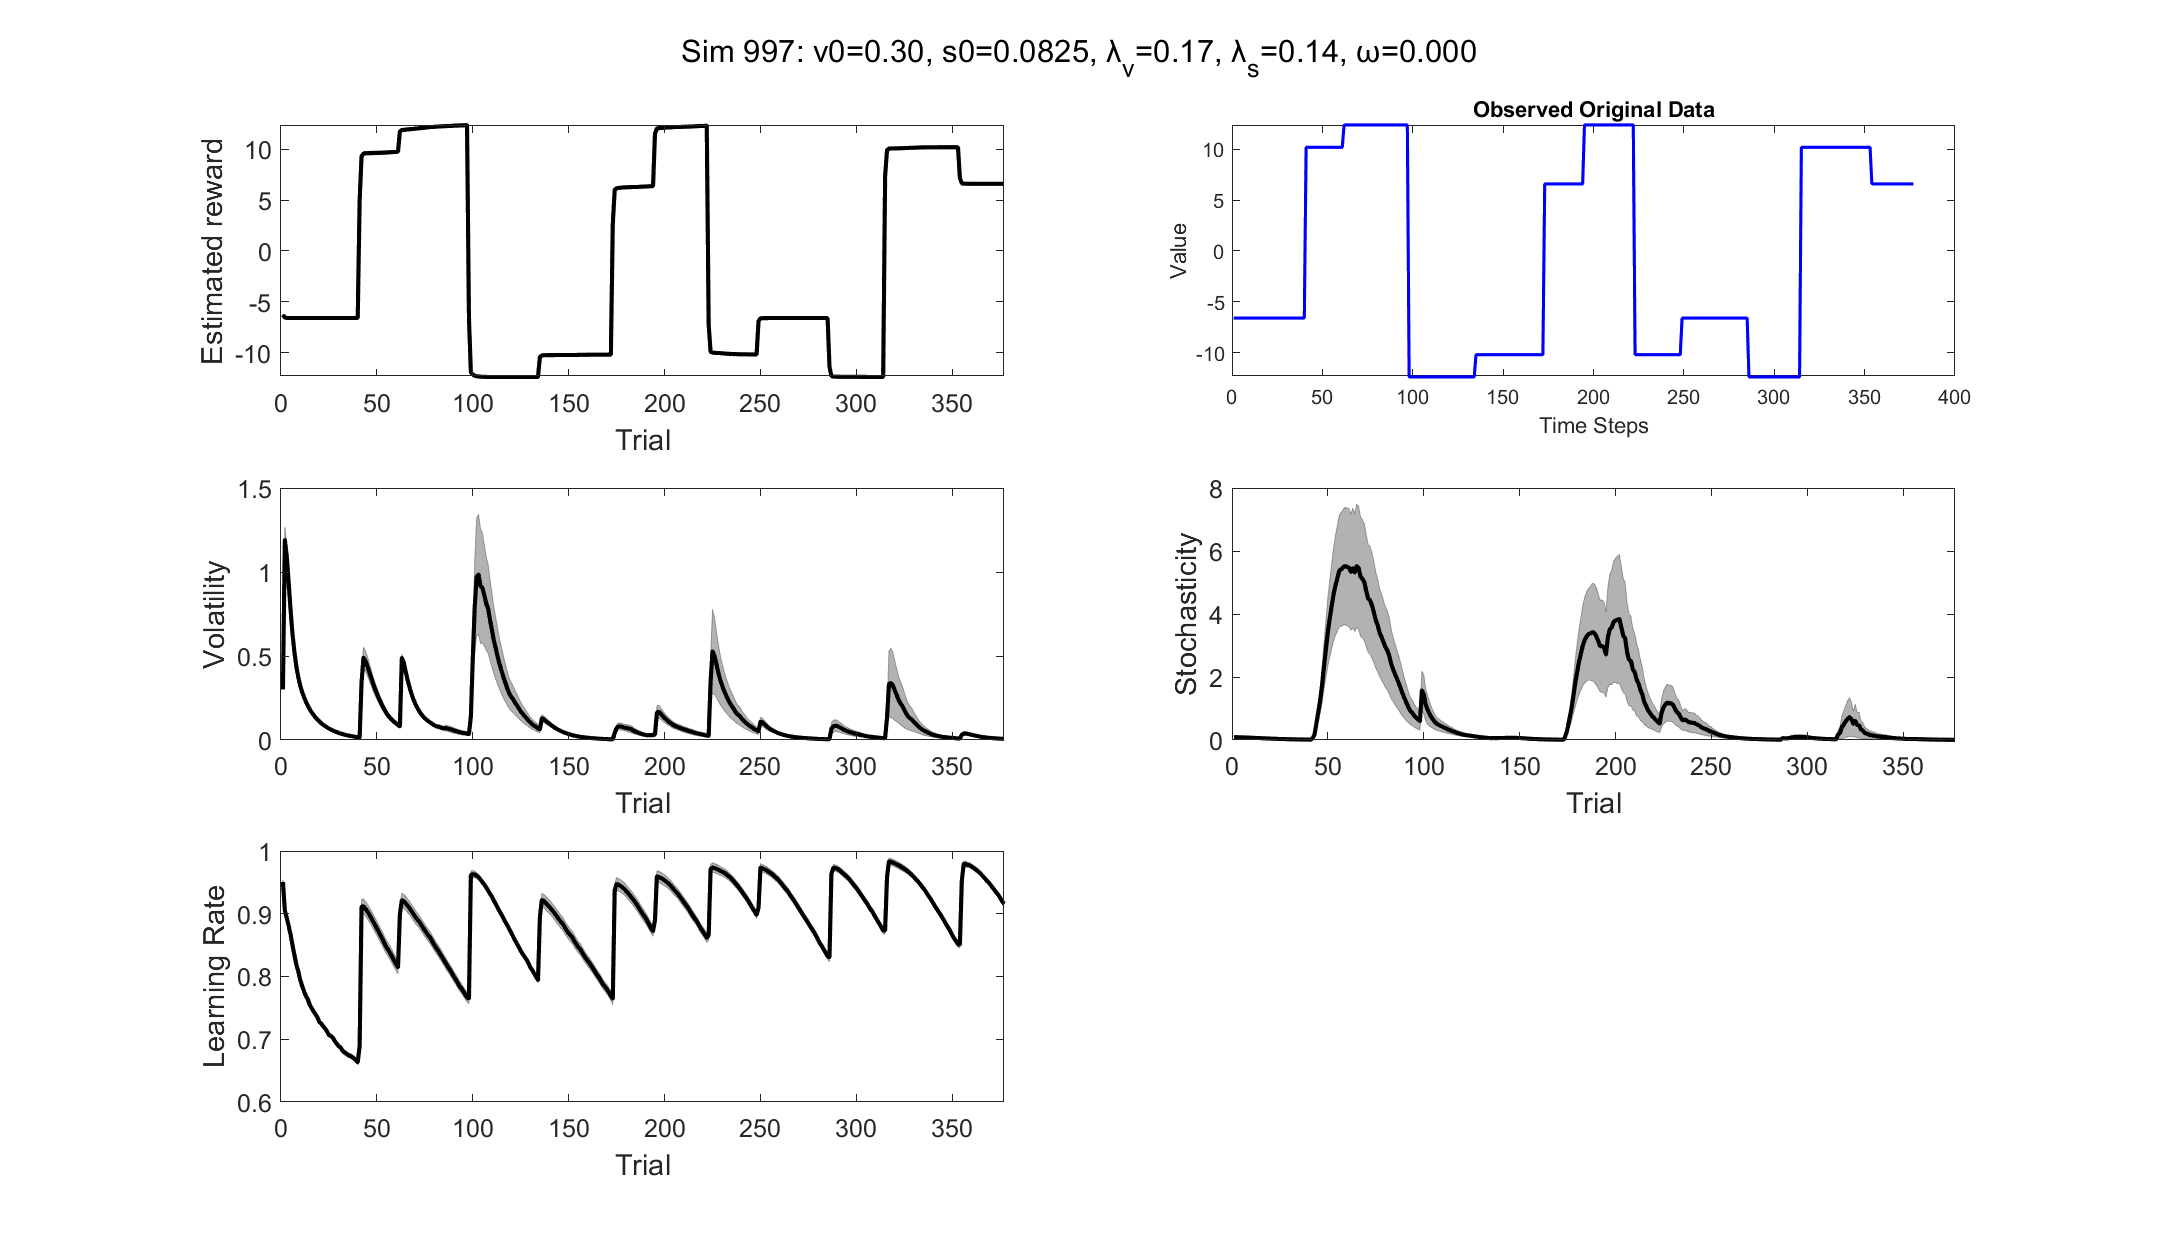 Sim 997: v0=0.30, s0=0.0825, λv=0.17, λs=0.14, ω=0.000
Estimated reward
10
5
0
-5
-10
0 50 100 150 200 250 300 350
Trial
Observed Original Data
Value
10
5
0
-5
-10
0 50 100 150 200 250 300 350 400
Time Steps
Volatility
1.5
1
0.5
0
0 50 100 150 200 250 300 350
Trial
Stochasticity
8
6
4
2
0
0 50 100 150 200 250 300 350
Trial
Learning Rate
1
0.9
0.8
0.7
0.6
0 50 100 150 200 250 300 350
Trial